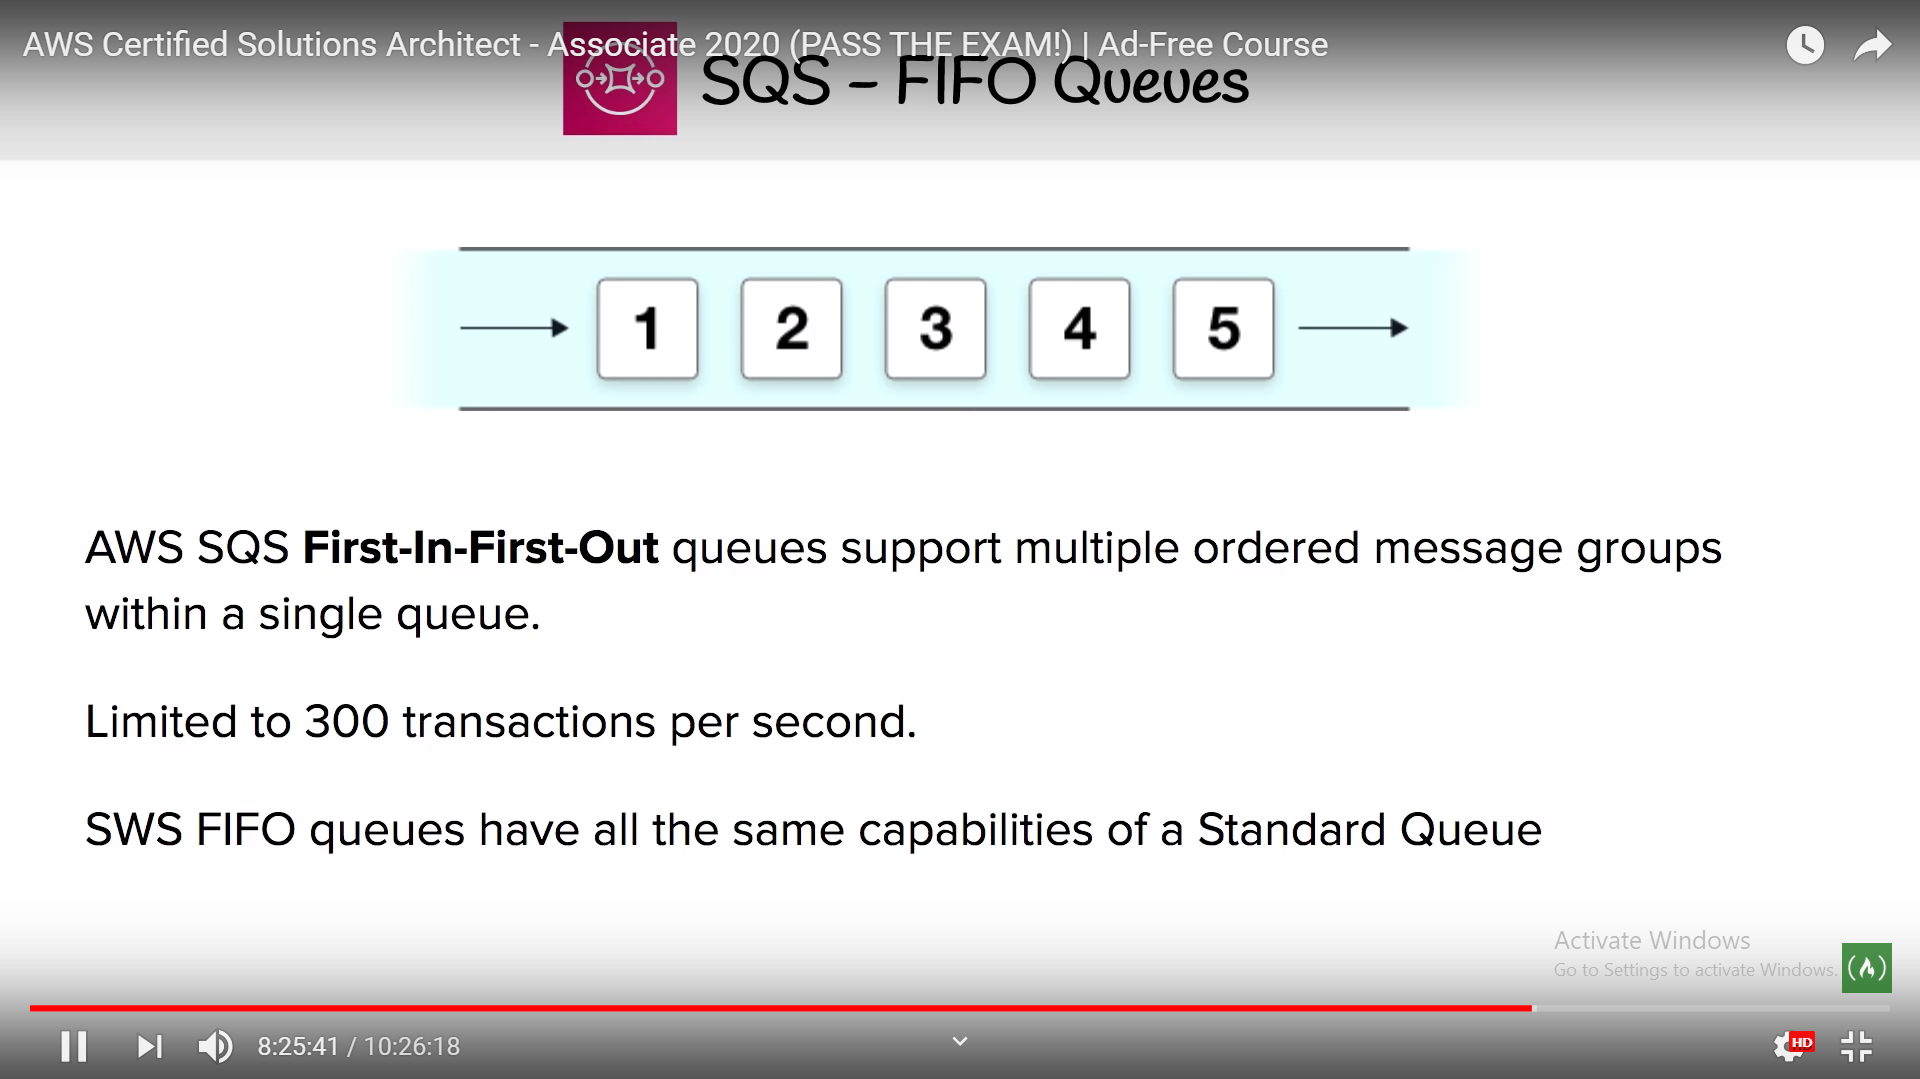 AWS Certified Solutions Architect - Associate 2020 (PASS THE EXAM!) | Ad-Free Course
SQS – FIFO Queues
1 2 3 4 5
AWS SQS First-In-First-Out queues support multiple ordered message groups
within a single queue.
Limited to 300 transactions per second.
SWS FIFO queues have all the same capabilities of a Standard Queue
Activate Windows
Go to Settings to activate Windows.
8:25:41 / 10:26:18
HD